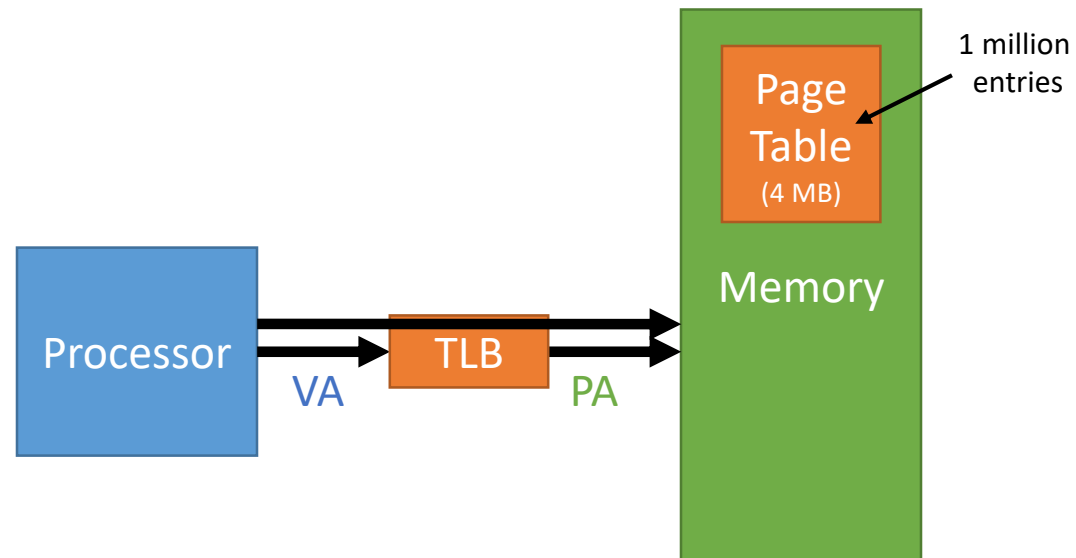 1 million
entries
Page
Table
(4 MB)
Memory
Processor
TLB
VA
PA